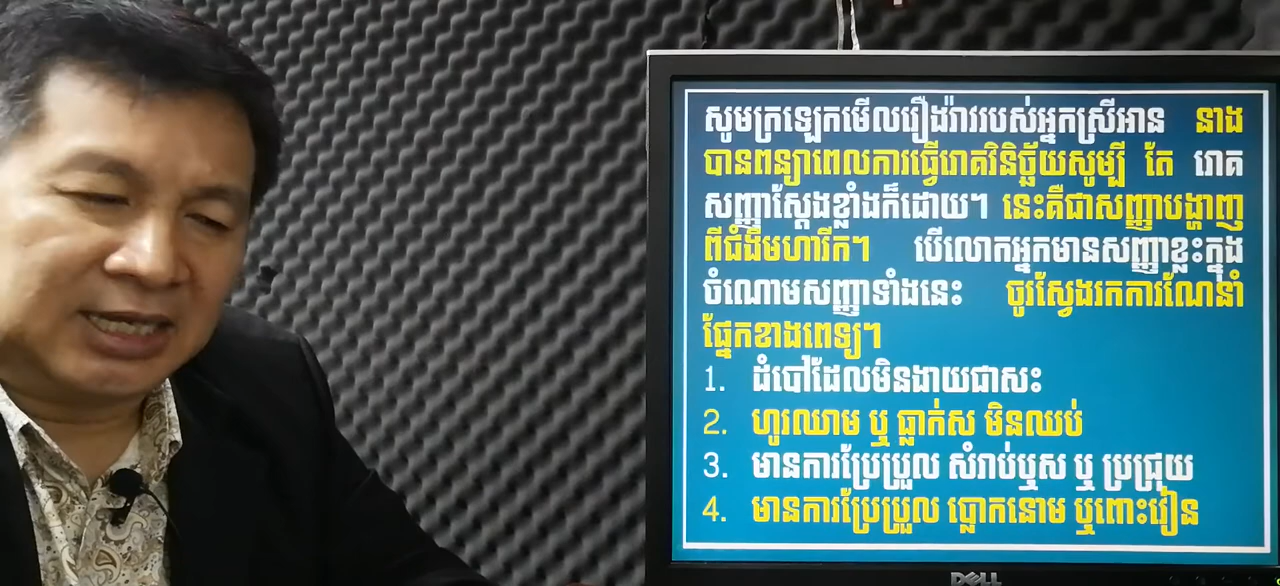 សូមក្រឡេកមើលរឿងរ៉ាវរបស់អ្នកស្រីអាន នាង
បានពន្យាពេលការធ្វើរោគវិនិច្ឆ័យសូម្បី តែ រោគ
សញ្ញាស្តែងខ្លាំងក៏ដោយ។ នេះគឺជាសញ្ញាបង្ហាញ
ពីជំងឺមហារីក។ បើលោកអ្នកមានសញ្ញាខ្លះក្នុង
ចំណោមសញ្ញាទាំងនេះ ចូរស្វែងរកការណែនាំ
ផ្នែកខាងពេទ្យ។
1. ដំបៅដែលមិនងាយជាសះ
2. ហូរឈាម ឬ ធ្លាក់ស មិនឈប់
3. មានការប្រែប្រួល សំរាប់ឬស ឬ ប្រជ្រុយ
4. មានការប្រែប្រួល ប្លោកនោម ឬពោះវៀន
DELL